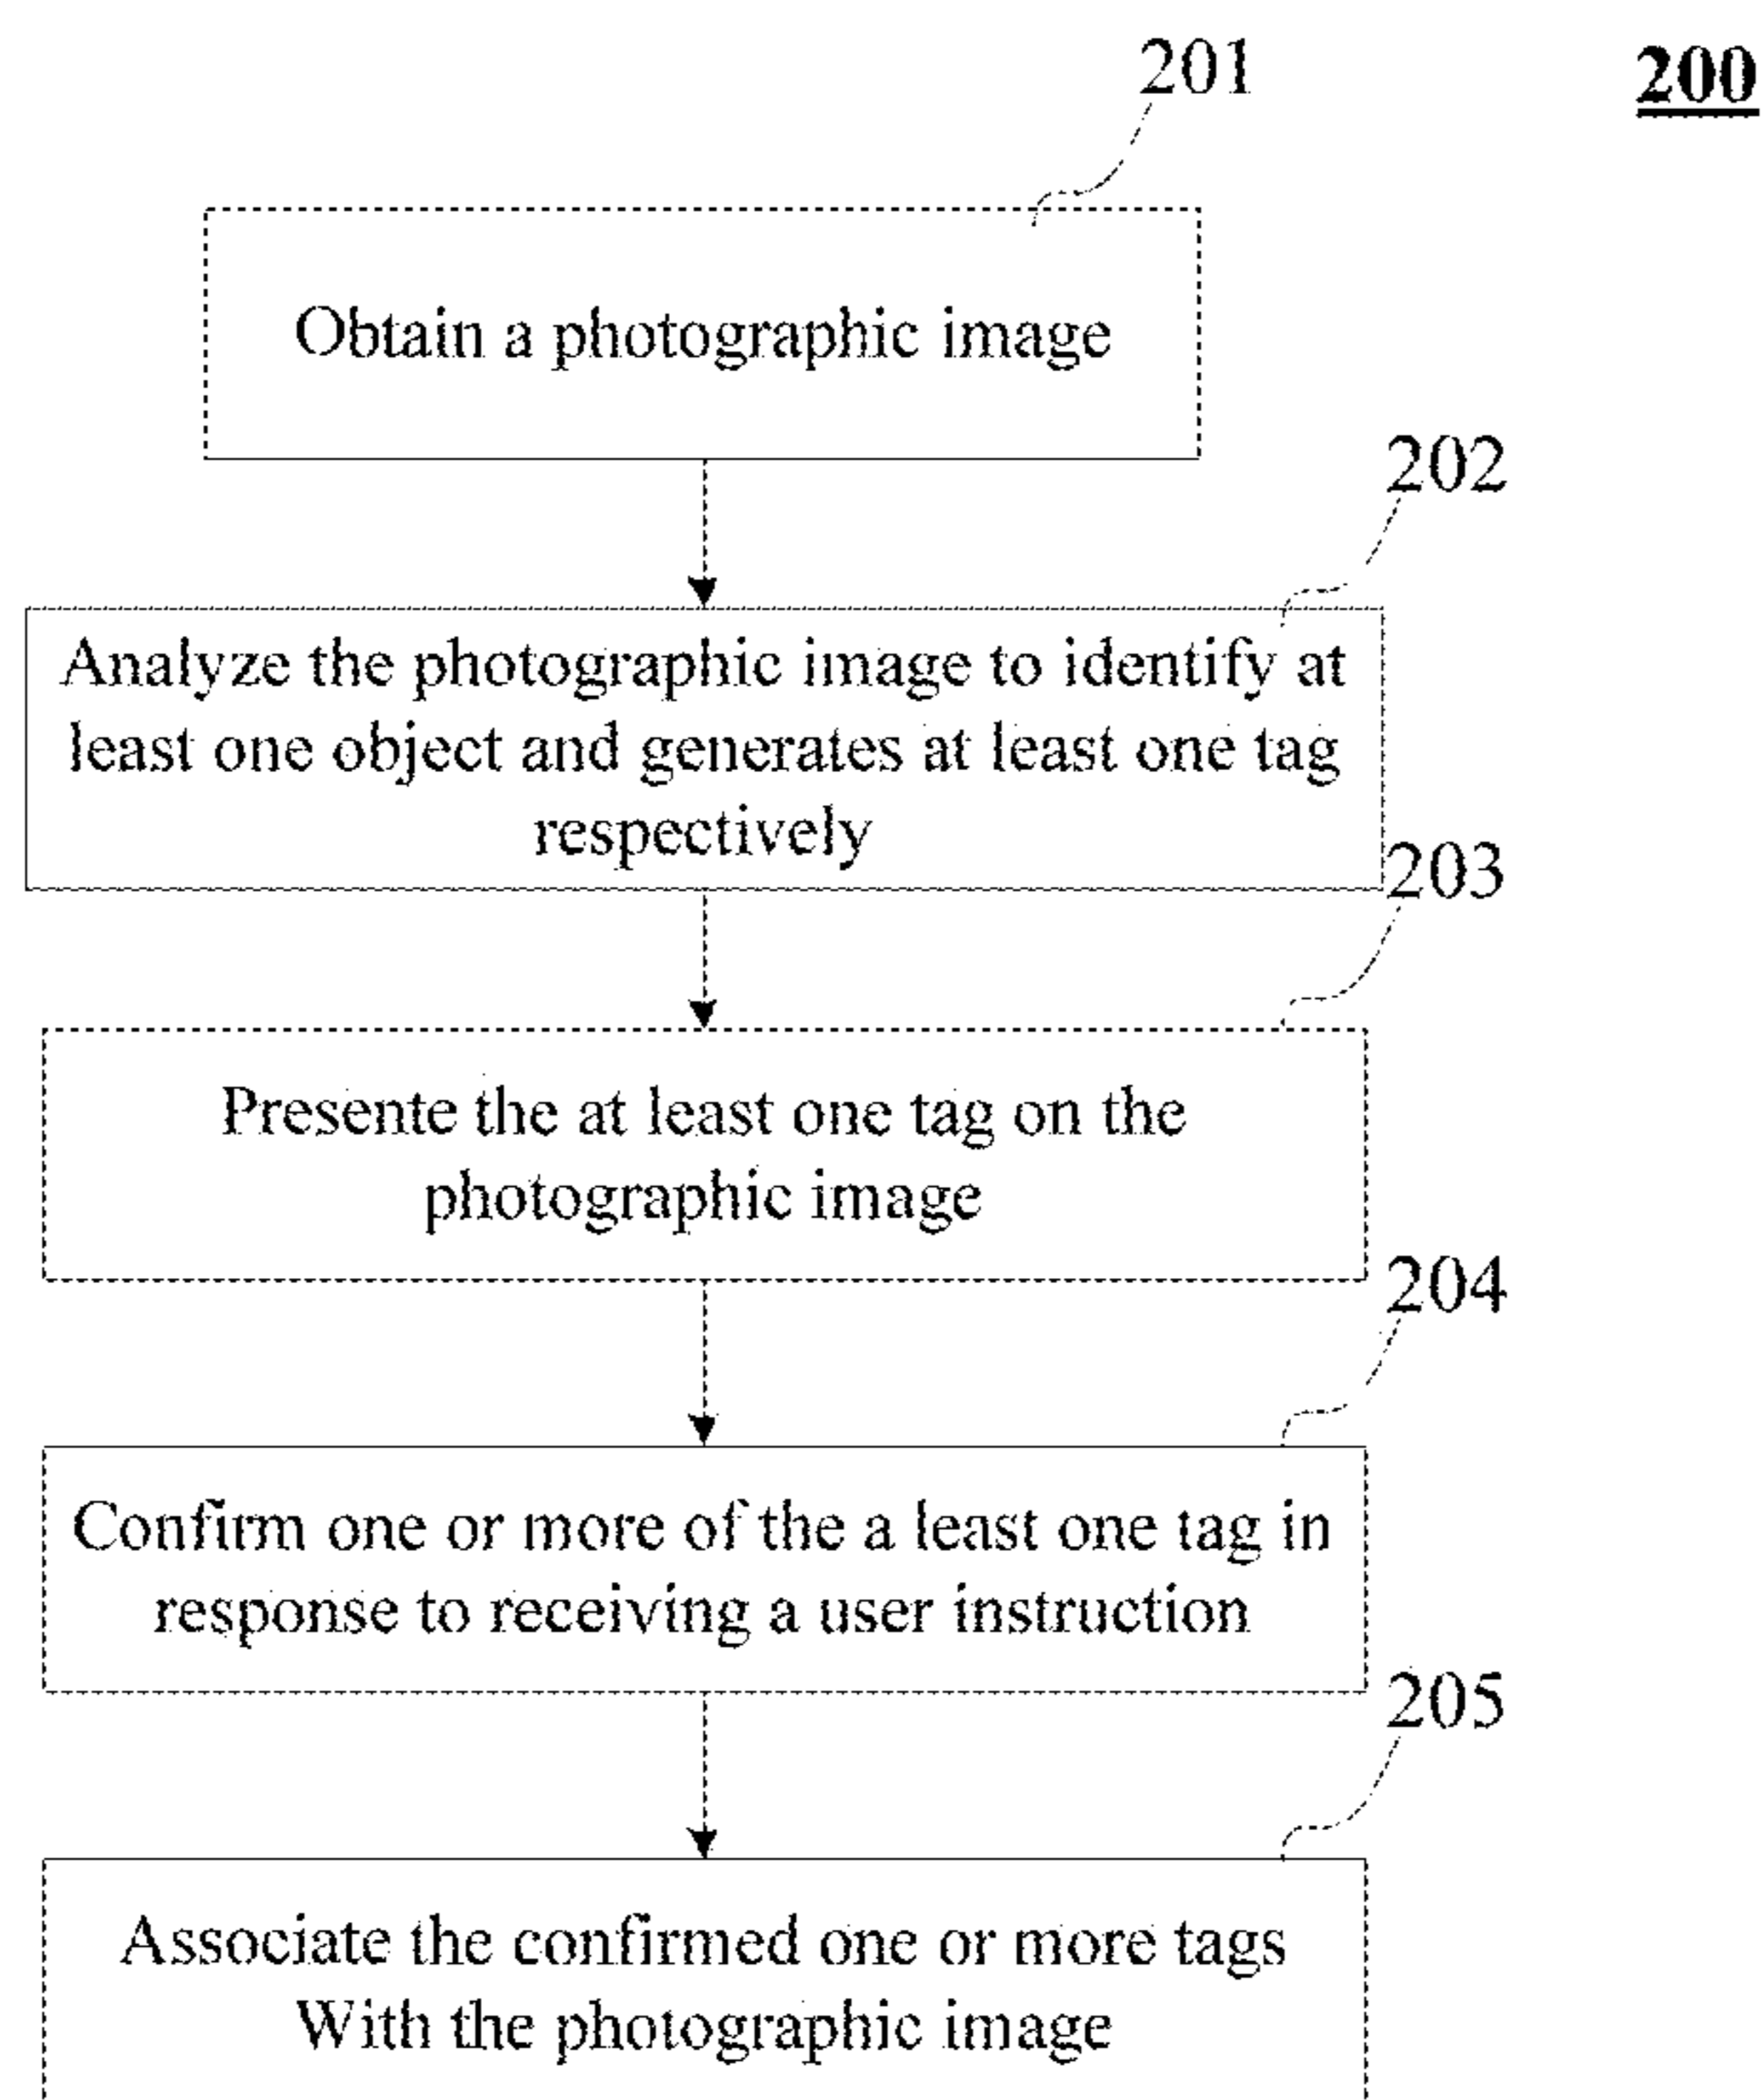 201
200
Obtain a photographic image
202
Analyze the photographic image to identify at
least one object and generates at least one tag
respectively
203
Presente the at least one tag on the
photographic image
204
Confirm one or more of the a least one tag in
response to receiving a user instruction
205
Associate the confirmed one or more tags
With the photographic image